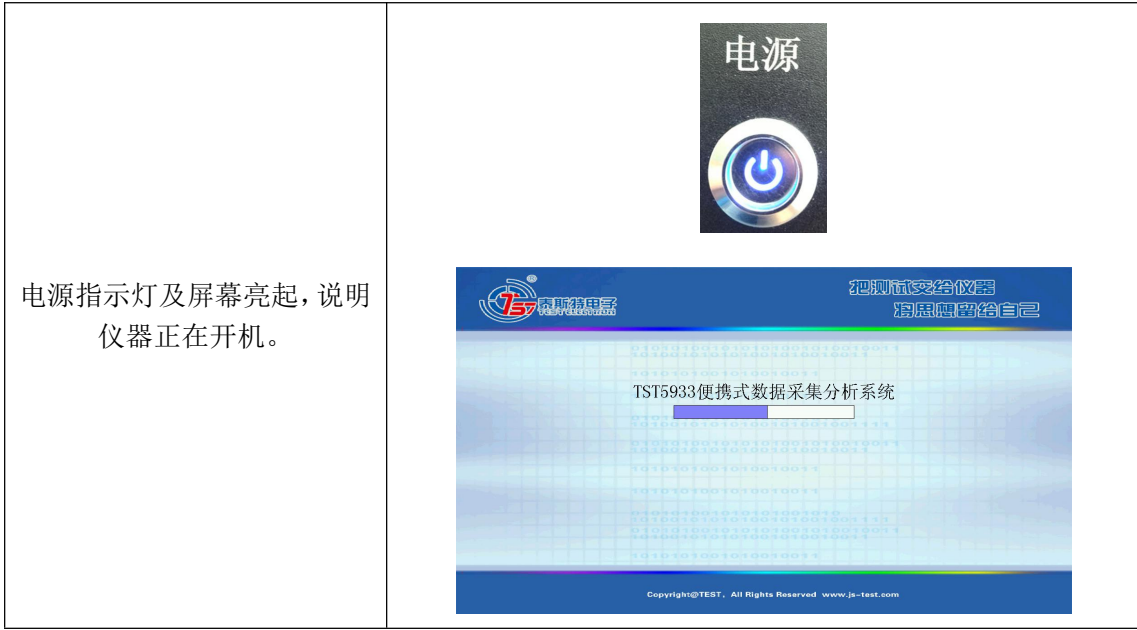 电源
电源指示灯及屏幕亮起，说明
仪器正在开机。
TST
®
泰斯特电子
TEST ELECTRON
把测试交给仪器
将思想留给自己
TST5933便携式数据采集分析系统
Copyright@TEST, All Rights Reserved www.js-test.com